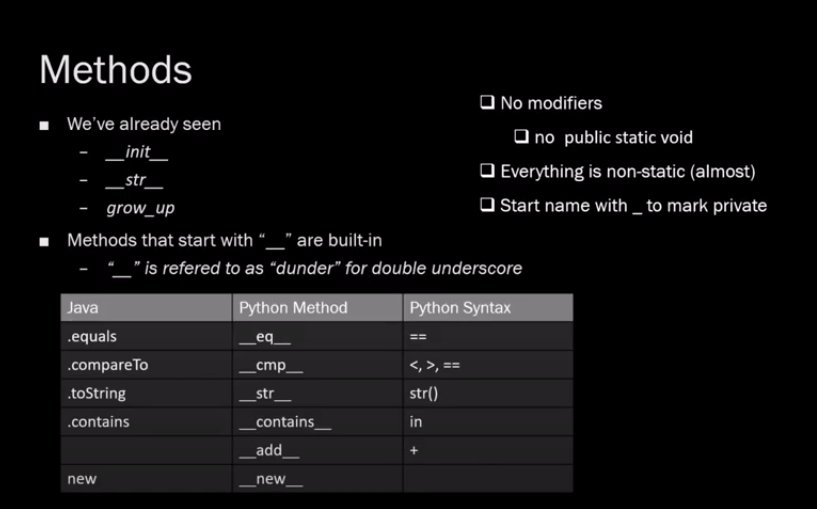 Methods
■ We've already seen
– __init__
– __str__
– grow_up
■ Methods that start with "__" are built-in
– "__" is refered to as "dunder" for double underscore
❑ No modifiers
❑ no public static void
❑ Everything is non-static (almost)
❑ Start name with _ to mark private
Java Python Method Python Syntax
.equals __eq__ ==
.compareTo __cmp__ <, >, ==
.toString __str__ str()
.contains __contains__ in
__add__ +
new __new__